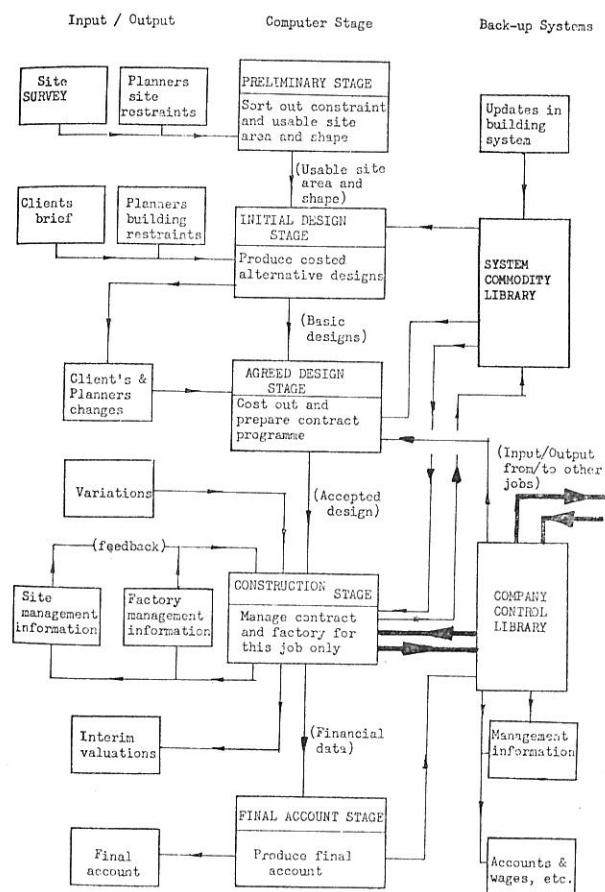 Input / Output
Computer Stage
Back-up Systems
Site
SURVEY
Planners
site
restraints
PRELIMINARY STAGE
Sort out constraint
and usable site
area and shape
Updates in
building
system
(Usable site
area and
shape)
Clients
brief
Planners
building
restraints
INITIAL DESIGN
STAGE
Produce costed
alternative designs
SYSTEM
COMMODITY
LIBRARY
(Basic
designs)
Client's &
Planners
changes
AGREED DESIGN
STAGE
Cost out and
prepare contract
programme
(Input/Output
from/to other
jobs)
Variations
(Accepted
design)
(feedback)
Site
management
information
Factory
management
information
CONSTRUCTION
STAGE
Manage contract
and factory for
this job only
COMPANY
CONTROL
LIBRARY
Interim
valuations
(Financial
data)
Management
information
FINAL ACCOUNT STAGE
Produce final
account
Final
account
Accounts &
wages, etc.